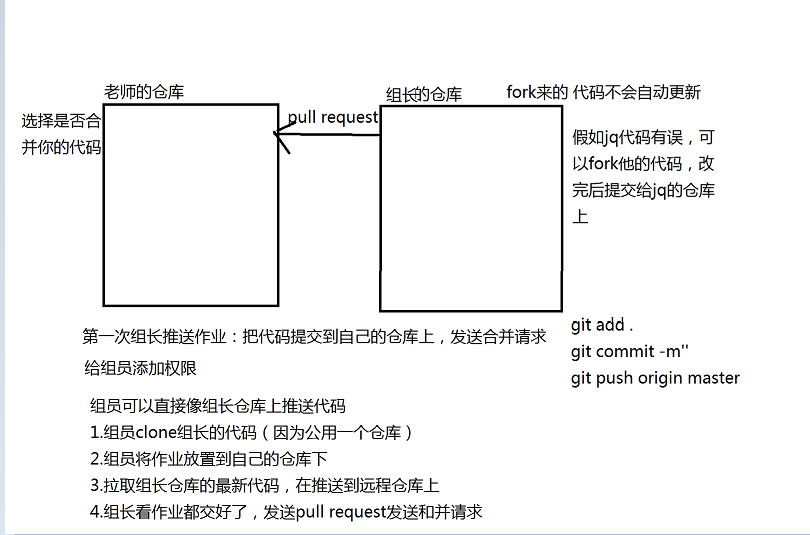 老师的仓库
组长的仓库
fork来的 代码不会自动更新
选择是否合
并你的代码
pull request
假如jq代码有误，可
以fork他的代码，改
完后提交给jq的仓库
上
第一次组长推送作业：把代码提交到自己的仓库上，发送合并请求
给组员添加权限
git add .
git commit -m''
git push origin master
组员可以直接像组长仓库上推送代码
1.组员clone组长的代码（因为公用一个仓库）
2.组员将作业放置到自己的仓库下
3.拉取组长仓库的最新代码，在推送到远程仓库上
4.组长看作业都交好了，发送pull request发送和并请求